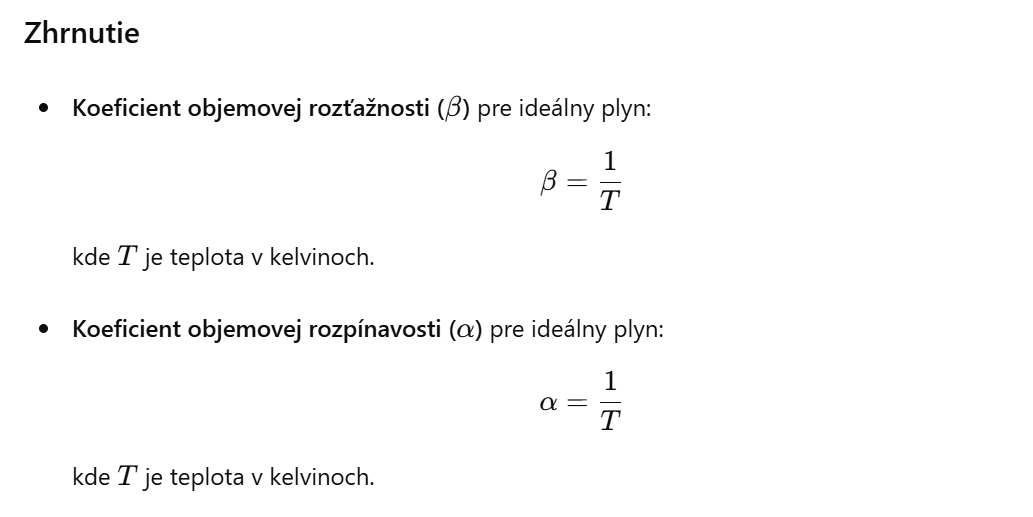 Zhrnutie
• Koeficient objemovej rozťažnosti (β) pre ideálny plyn:
β = 1/T
kde T je teplota v kelvinoch.
• Koeficient objemovej rozpínavosti (α) pre ideálny plyn:
α = 1/T
kde T je teplota v kelvinoch.